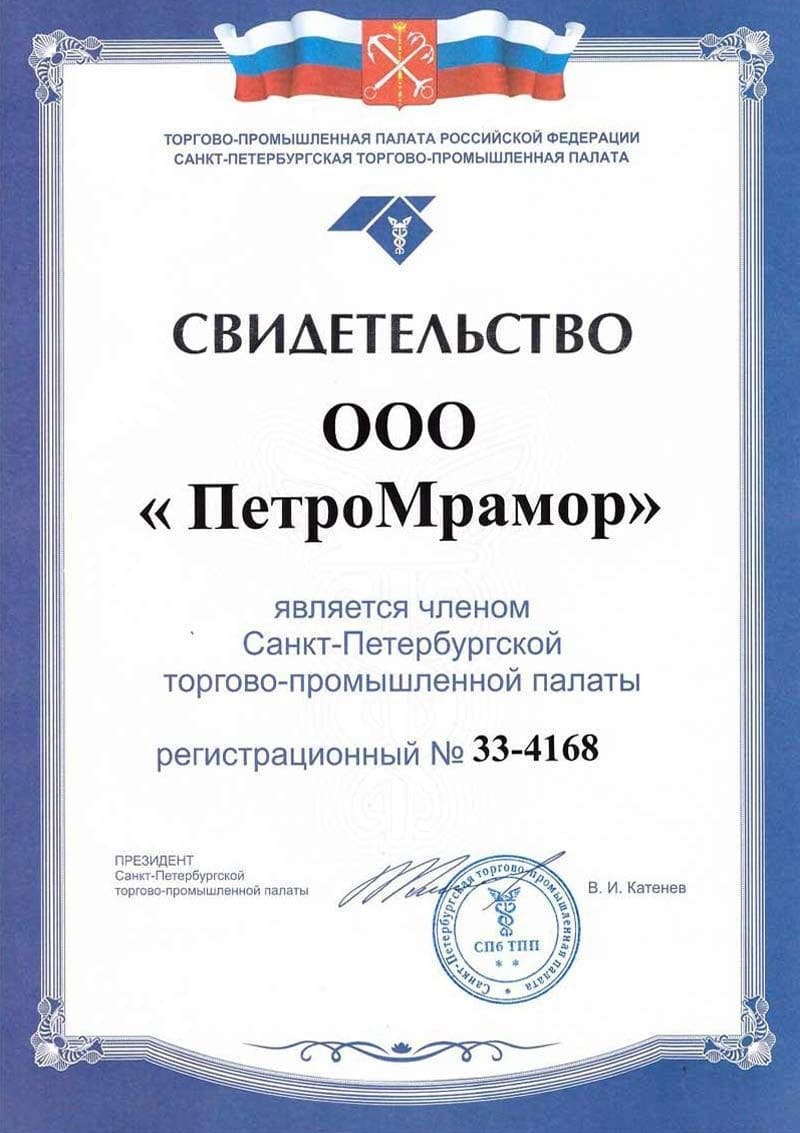 ТОРГОВО-ПРОМЫШЛЕННАЯ ПАЛАТА РОССИЙСКОЙ ФЕДЕРАЦИИ
САНКТ-ПЕТЕРБУРГСКАЯ ТОРГОВО-ПРОМЫШЛЕННАЯ ПАЛАТА
СВИДЕТЕЛЬСТВО
ООО
« ПетроМрамор»
является членом
Санкт-Петербургской
торгово-промышленной палаты
регистрационный № 33-4168
ПРЕЗИДЕНТ
Санкт-Петербургской
торгово-промышленной палаты
В. И. Катенев
Санкт-Петербургская торгово-промышленная палата
СПб ТПП
* *